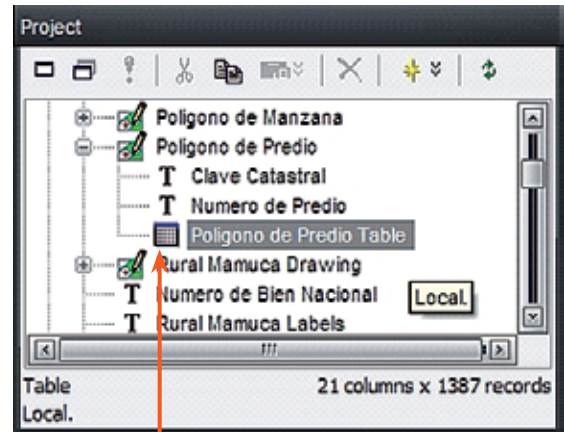 Project
Poligono de Manzana
Poligono de Predio
T Clave Catastral
T Numero de Predio
Poligono de Predio Table
Rural Mamuca Drawing
T Numero de Bien Nacional
Local.
T Rural Mamuca Labels
Table
21 columns x 1387 records
Local.